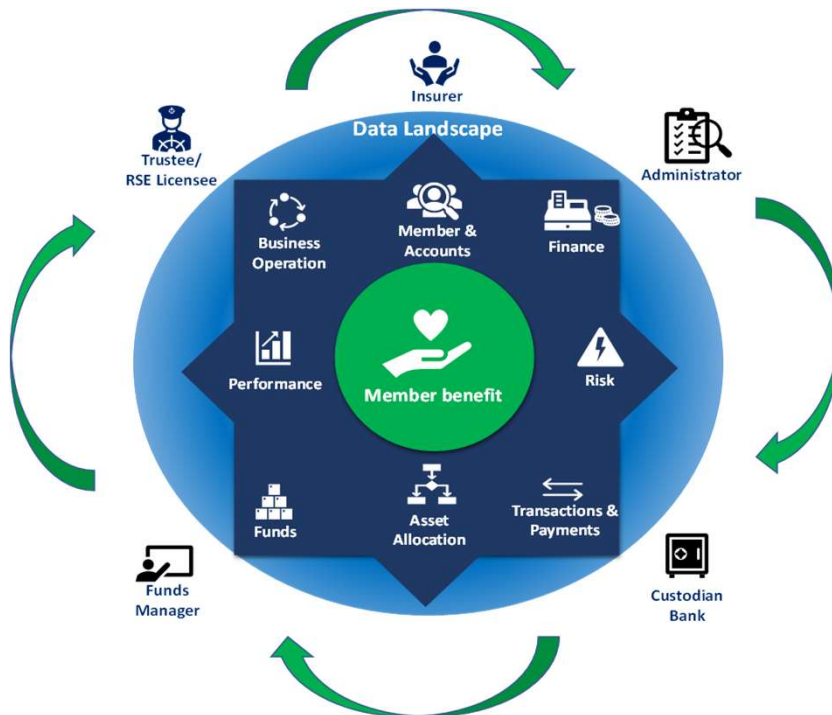 Insurer
Data Landscape
Trustee/
RSE Licensee
Administrator
Business
Operation
Member &
Accounts
Finance
Performance
Member benefit
Risk
Funds
Asset
Allocation
Transactions &
Payments
Funds
Manager
Custodian
Bank